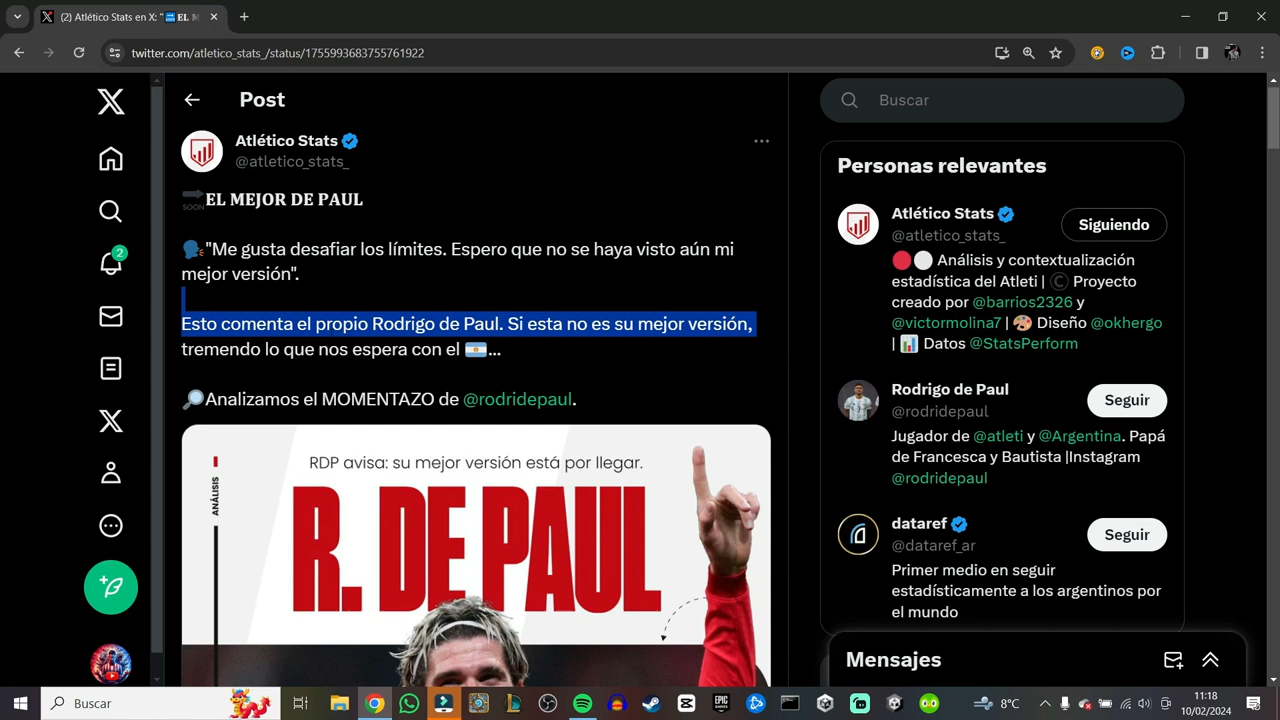 (2) Atlético Stats en X: "🔜EL M
twitter.com/atletico_stats_/status/1755993683755761922
Post
Atlético Stats
@atletico_stats_
SOON EL MEJOR DE PAUL
🗣️"Me gusta desafiar los límites. Espero que no se haya visto aún mi
mejor versión".
Esto comenta el propio Rodrigo de Paul. Si esta no es su mejor versión,
tremendo lo que nos espera con el 🇦🇷...
🔎Analizamos el MOMENTAZO de @rodridepaul.
ANÁLISIS
RDP avisa: su mejor versión está por llegar.
R. DE PAUL
2
Buscar
Personas relevantes
Atlético Stats
@atletico_stats_
Siguiendo
🔴⚪ Análisis y contextualización
estadística del Atleti | ©️ Proyecto
creado por @barrios2326 y
@victormolina7 | 🎨 Diseño @okhergo
| 📊 Datos @StatsPerform
Rodrigo de Paul
@rodridepaul
Seguir
Jugador de @atleti y @Argentina. Papá
de Francesca y Bautista |Instagram
@rodridepaul
dataref
@dataref_ar
Seguir
Primer medio en seguir
estadísticamente a los argentinos por
el mundo
Mensajes
Buscar
EPIC
GAMES
8°C
11:18
10/02/2024